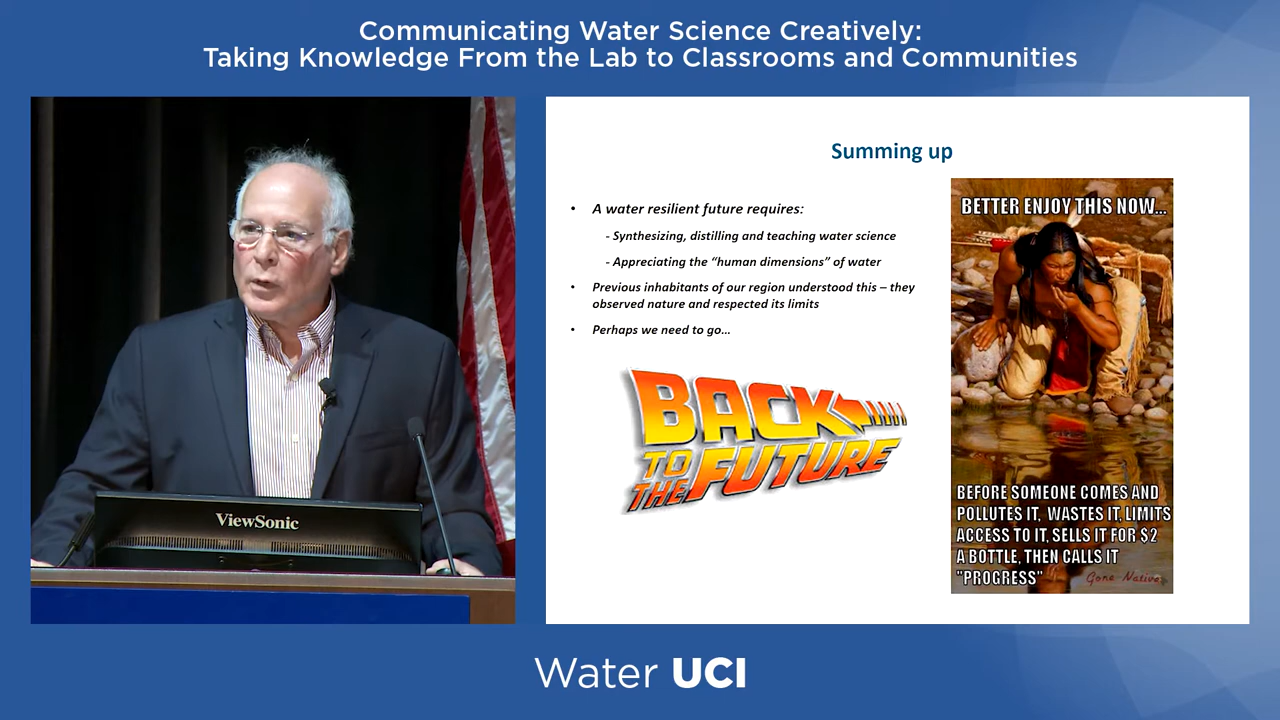 Communicating Water Science Creatively:
Taking Knowledge From the Lab to Classrooms and Communities
ViewSonic
Summing up
• A water resilient future requires:
- Synthesizing, distilling and teaching water science
- Appreciating the “human dimensions” of water
• Previous inhabitants of our region understood this – they
observed nature and respected its limits
• Perhaps we need to go…
BACK
TO
THE FUTURE
BETTER ENJOY THIS NOW...
BEFORE SOMEONE COMES AND
POLLUTES IT, WASTES IT, LIMITS
ACCESS TO IT, SELLS IT FOR $2
A BOTTLE, THEN CALLS IT
"PROGRESS"
Gone Native
Water UCI